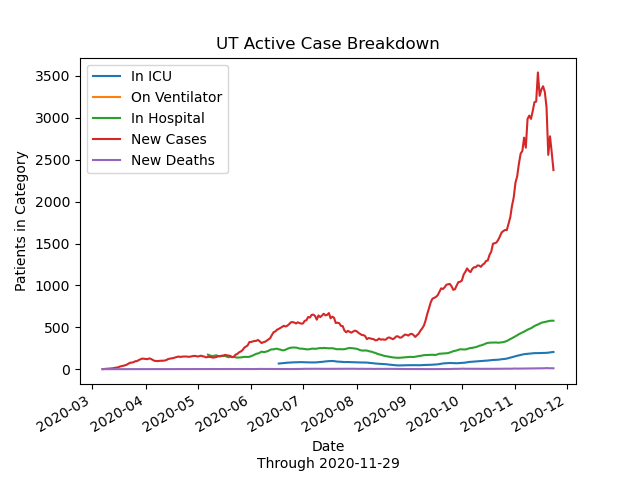 UT Active Case Breakdown
In ICU
On Ventilator
In Hospital
New Cases
New Deaths
Patients in Category
3500
3000
2500
2000
1500
1000
500
0
2020-03
2020-04
2020-05
2020-06
2020-07
2020-08
2020-09
2020-10
2020-11
2020-12
Date
Through 2020-11-29